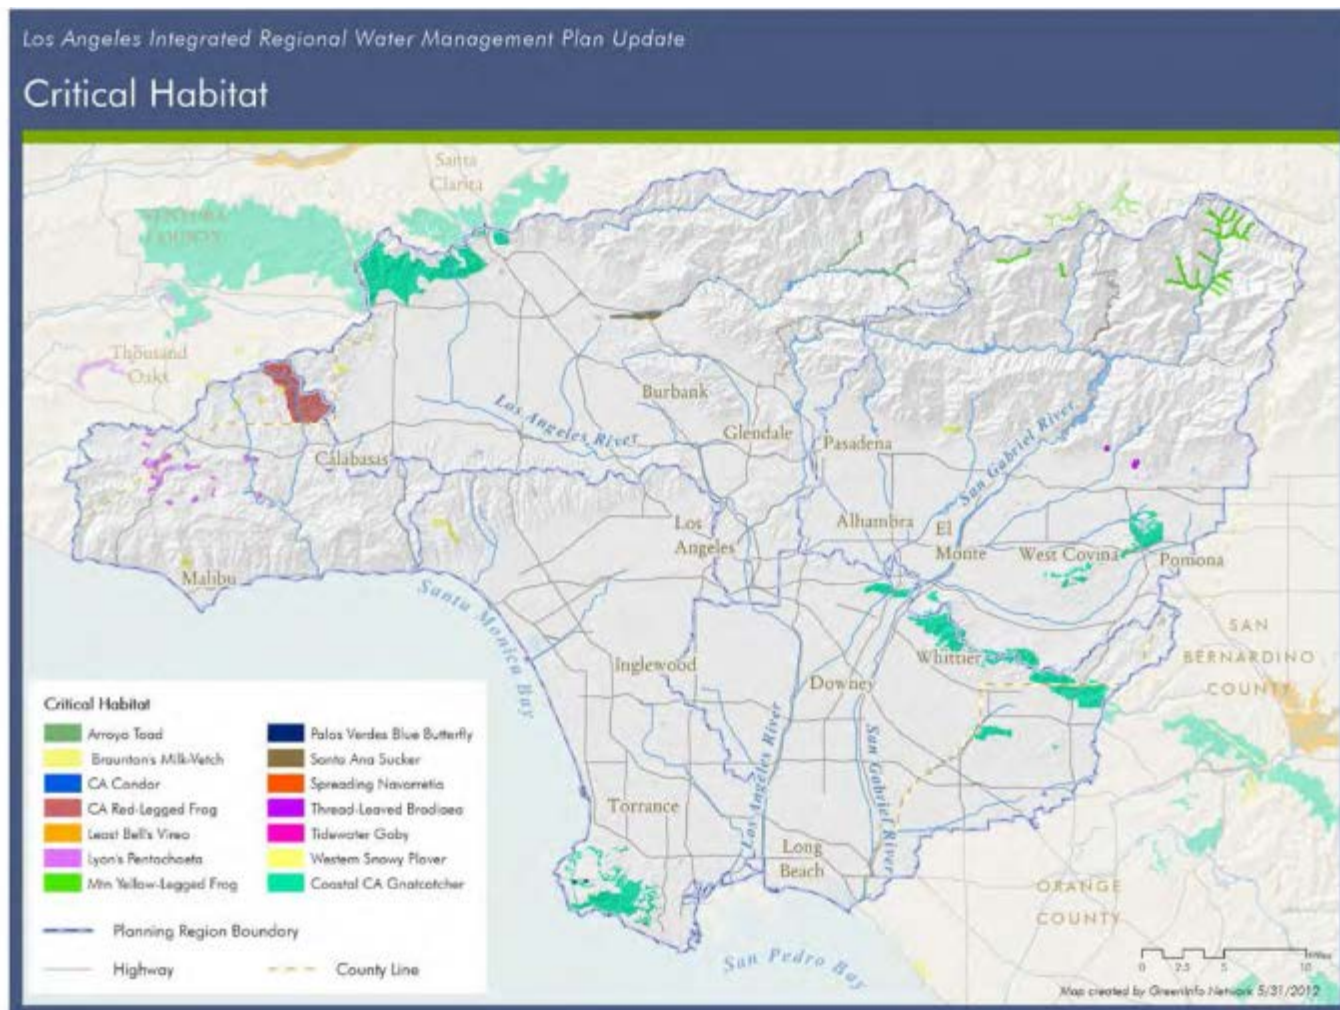 Los Angeles Integrated Regional Water Management Plan Update
Critical Habitat
Santa
Clarita
VENTURA
COUNTY
Thousand
Oaks
Burbank
Los Angeles River
Glendale
Pasadena
San Gabriel River
Calabasas
Los
Angeles
Alhambra
El
Monte
West Covina
Pomona
Malibu
Santa Monica Bay
SAN
BERNARDINO
COUNTY
Whittier
Inglewood
Downey
Los Angeles River
San Gabriel River
Torrance
Long
Beach
ORANGE
COUNTY
San Pedro Bay
Critical Habitat
Arroyo Toad
Braunton's Milk-Vetch
CA Condor
CA Red-Legged Frog
Least Bell's Vireo
Lyon's Pentachaeta
Mtn Yellow-Legged Frog
Palos Verdes Blue Butterfly
Santa Ana Sucker
Spreading Navarretia
Thread-Leaved Brodiaea
Tidewater Goby
Western Snowy Plover
Coastal CA Gnatcatcher
Planning Region Boundary
Highway
County Line
0 2.5 5 10
Miles
Map created by GreenInfo Network 5/31/2012